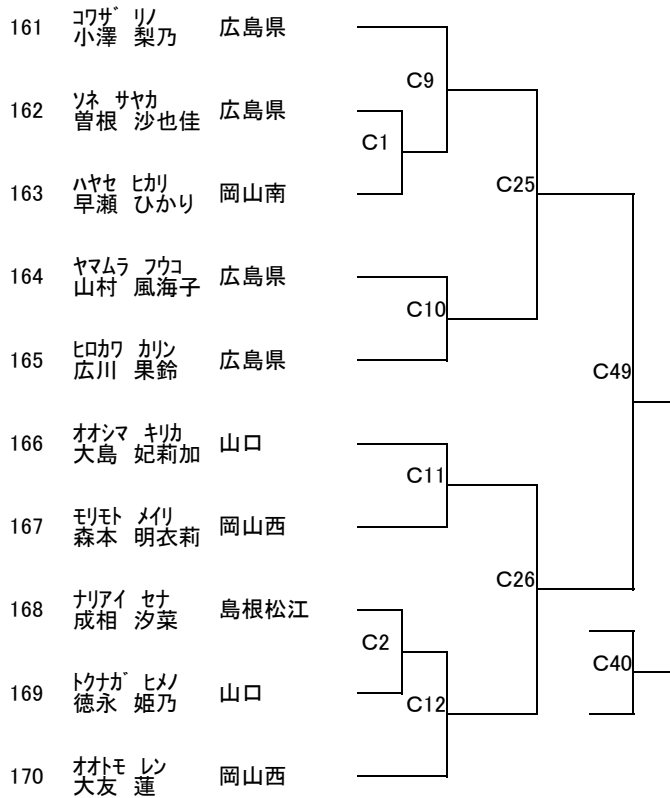 コワザ リノ
161 小澤 梨乃 広島県
C9
ソネ サヤカ
162 曽根 沙也佳 広島県
C1
ハヤセ ヒカリ
163 早瀬 ひかり 岡山南
C25
ヤマムラ フウコ
164 山村 風海子 広島県
C10
ヒロカワ カリン
165 広川 果鈴 広島県
C49
オオシマ キリカ
166 大島 妃莉加 山口
C11
モリモト メイリ
167 森本 明衣莉 岡山西
C26
ナリアイ セナ
168 成相 汐菜 島根松江
C2
C40
トクナガ ヒメノ
169 徳永 姫乃 山口
C12
オオトモ レン
170 大友 蓮 岡山西